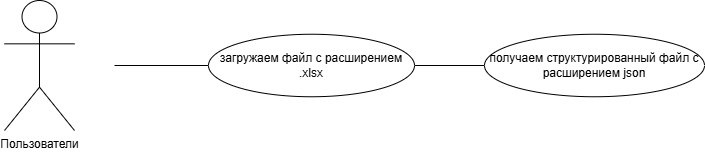 загружаем файл с расширением
.xlsx
получаем структурированный файл с
расширением json
Пользователи